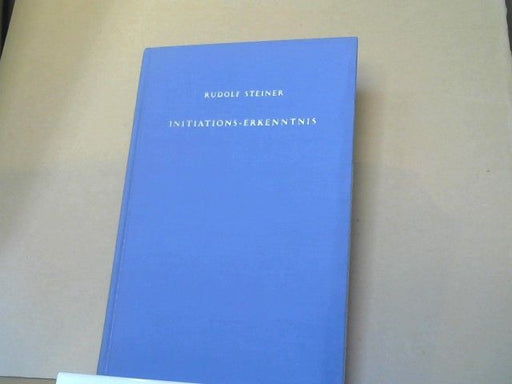 RUDOLF STEINER
INITIATIONS-ERKENNTNIS